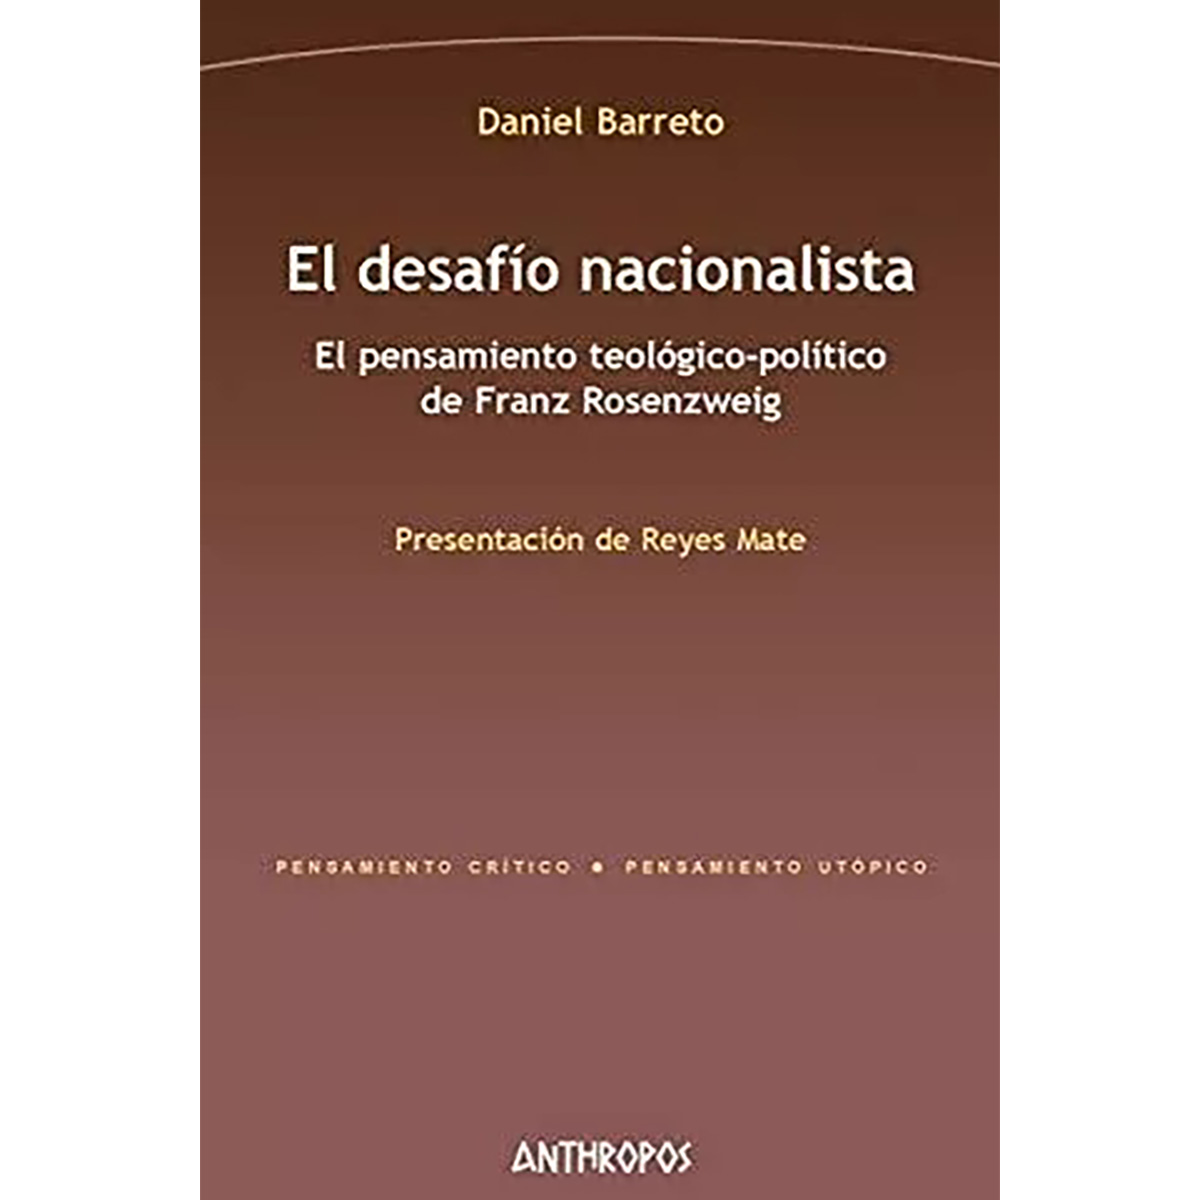 Daniel Barreto
El desafío nacionalista
El pensamiento teológico-político
de Franz Rosenzweig
Presentación de Reyes Mate
PENSAMIENTO CRÍTICO ● PENSAMIENTO UTÓPICO
ANTHROPOS